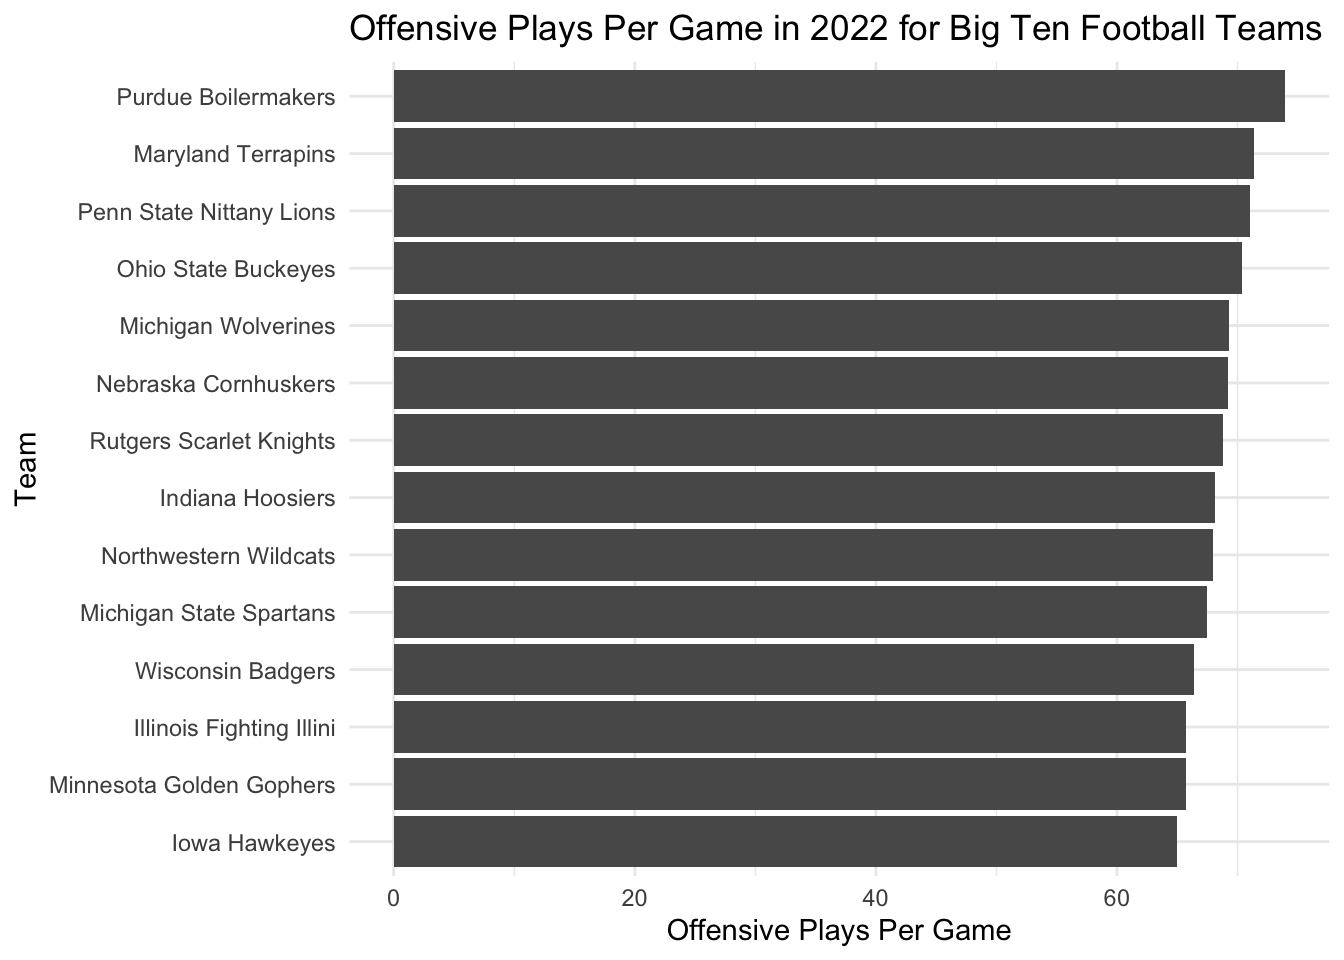 Offensive Plays Per Game in 2022 for Big Ten Football Teams
Team
Purdue Boilermakers
Maryland Terrapins
Penn State Nittany Lions
Ohio State Buckeyes
Michigan Wolverines
Nebraska Cornhuskers
Rutgers Scarlet Knights
Indiana Hoosiers
Northwestern Wildcats
Michigan State Spartans
Wisconsin Badgers
Illinois Fighting Illini
Minnesota Golden Gophers
Iowa Hawkeyes
0 20 40 60
Offensive Plays Per Game